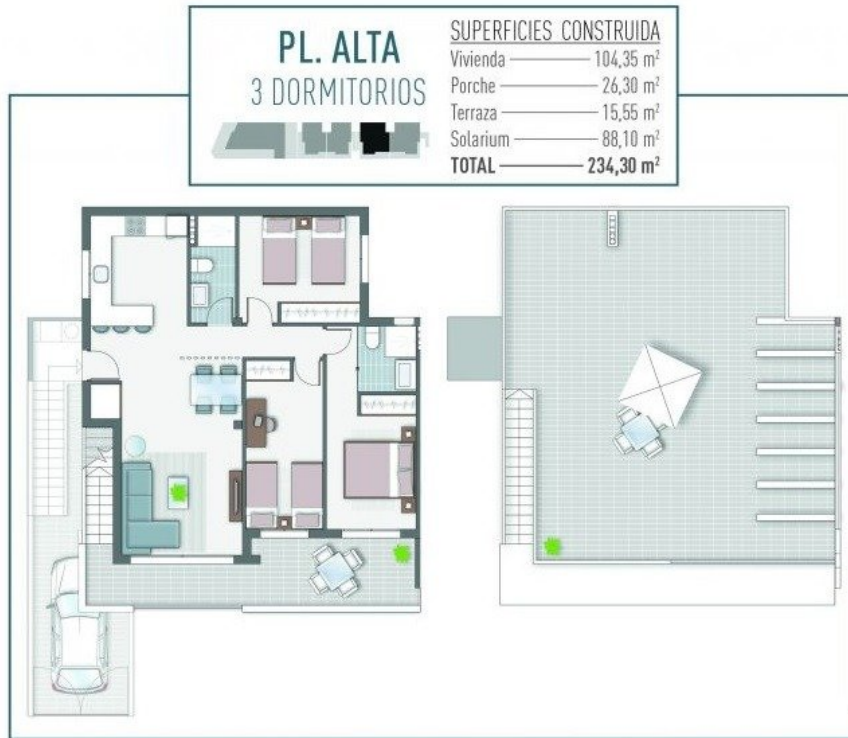 PL. ALTA
3 DORMITORIOS
SUPERFICIES CONSTRUIDA
Vivienda 104,35 m²
Porche 26,30 m²
Terraza 15,55 m²
Solarium 88,10 m²
TOTAL 234,30 m²